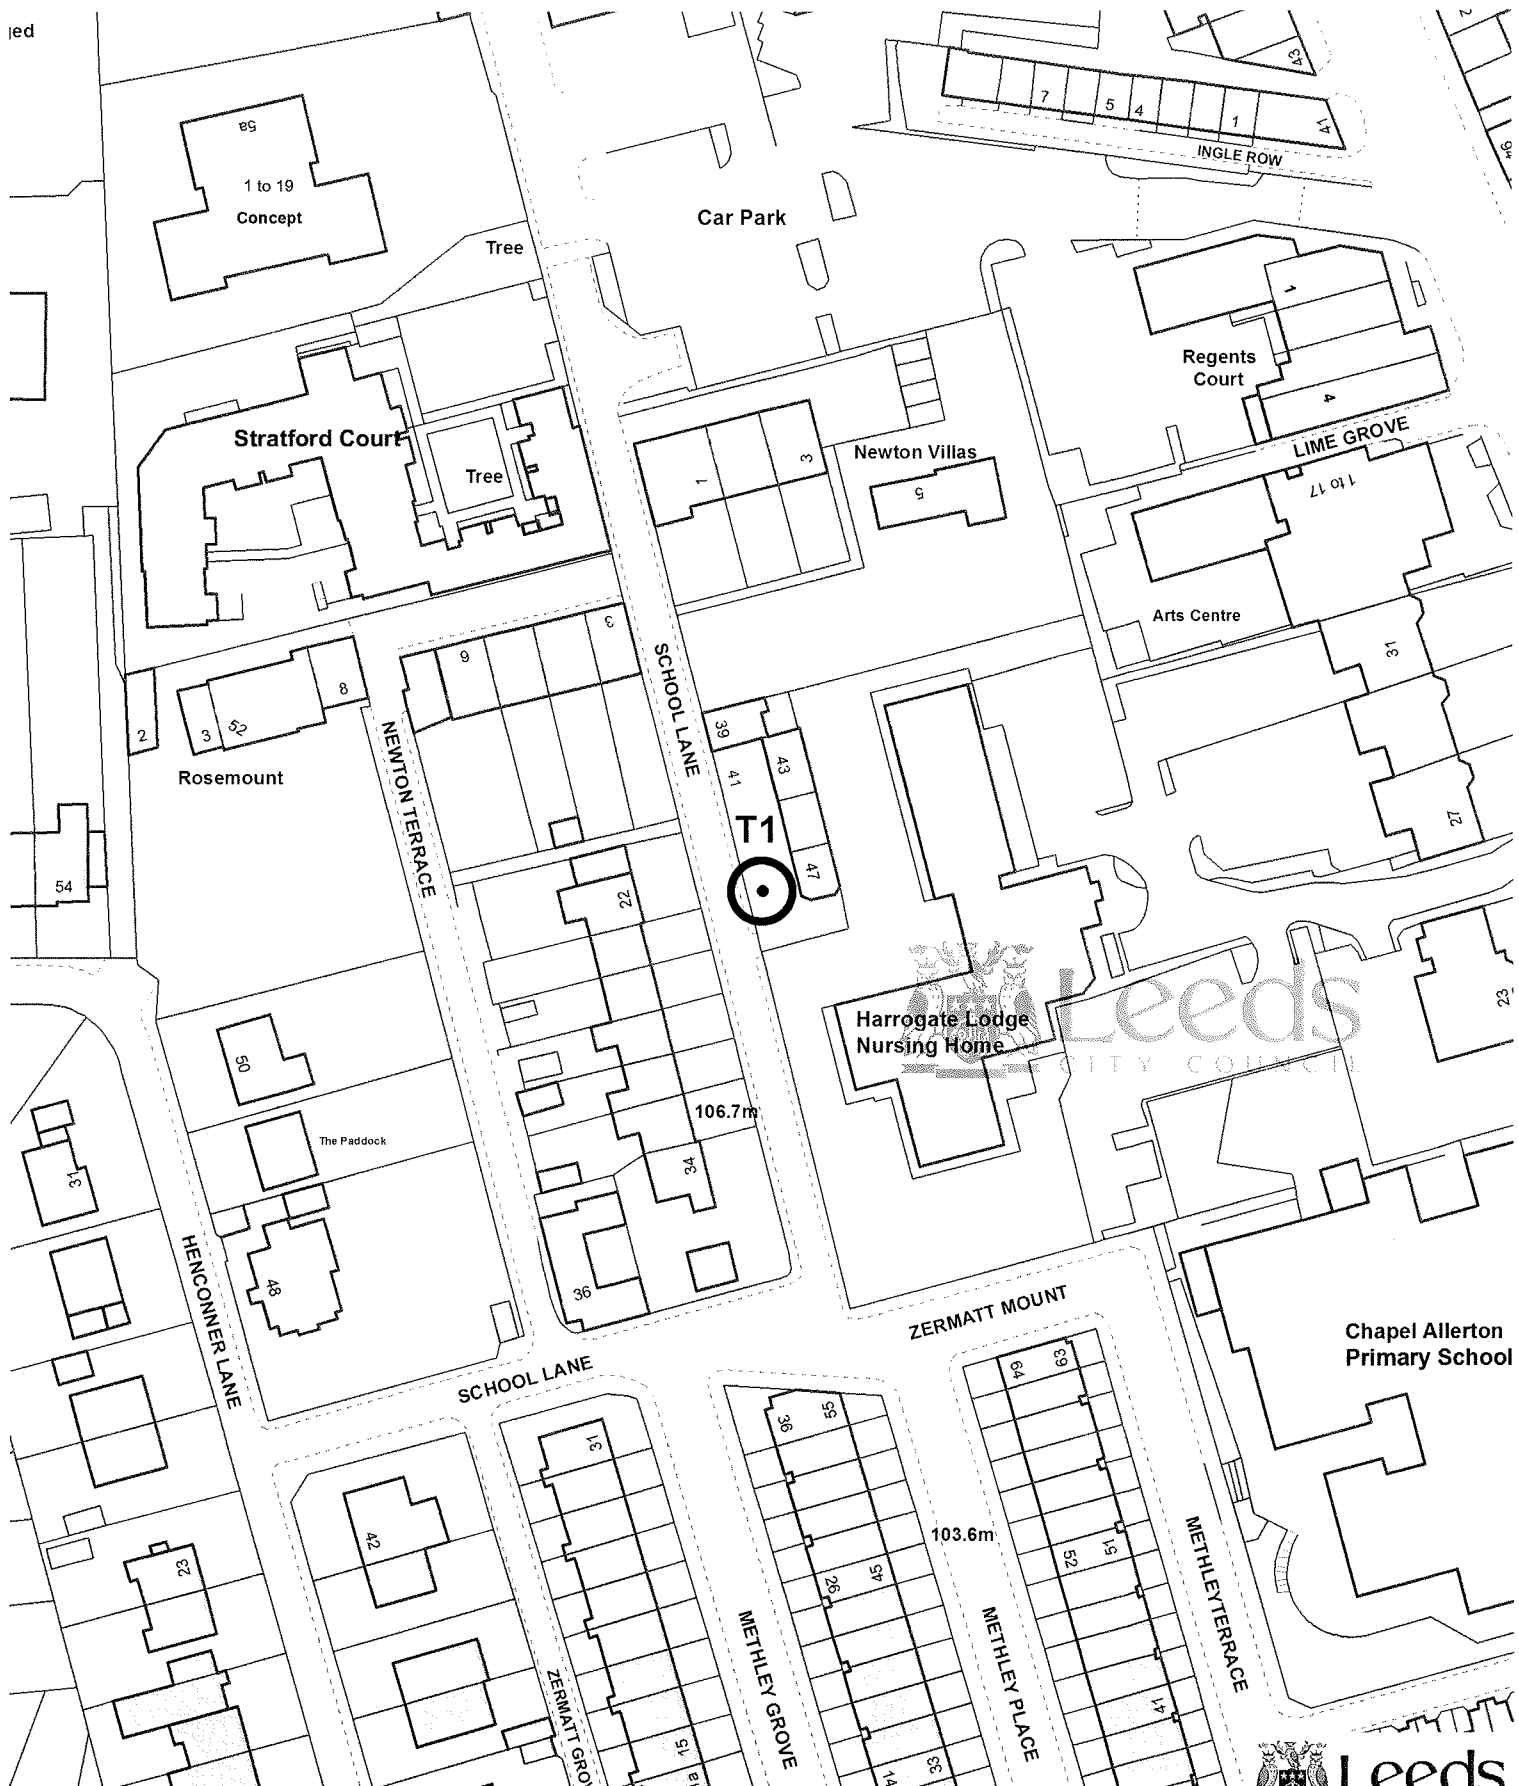 43
7
5
4
1
41
INGLE ROW
5a
1 to 19
Concept
Car Park
Tree
1
Regents
Court
4
LIME GROVE
Stratford Court
Tree
1
3
Newton Villas
5
1 to 17
Arts Centre
31
3
9
SCHOOL LANE
8
52
3
2
Rosemount
NEWTON TERRACE
39
41
43
27
T1
47
54
22
23
Harrogate Lodge
Nursing Home
Leeds
CITY COUNCIL
50
106.7m
The Paddock
31
34
48
36
HENCONNER LANE
ZERMATT MOUNT
Chapel Allerton
Primary School
SCHOOL LANE
64
63
55
36
31
42
103.6m
23
52
51
26
45
METHLEYTERRACE
METHLEY GROVE
METHLEY PLACE
41
15
33
14
Leeds